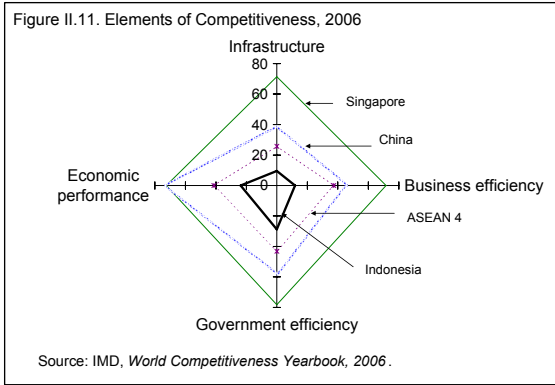 Figure II.11. Elements of Competitiveness, 2006
Infrastructure
80
60
40
20
0
Singapore
China
Economic
performance
Business efficiency
ASEAN 4
Indonesia
Government efficiency
Source: IMD, World Competitiveness Yearbook, 2006.